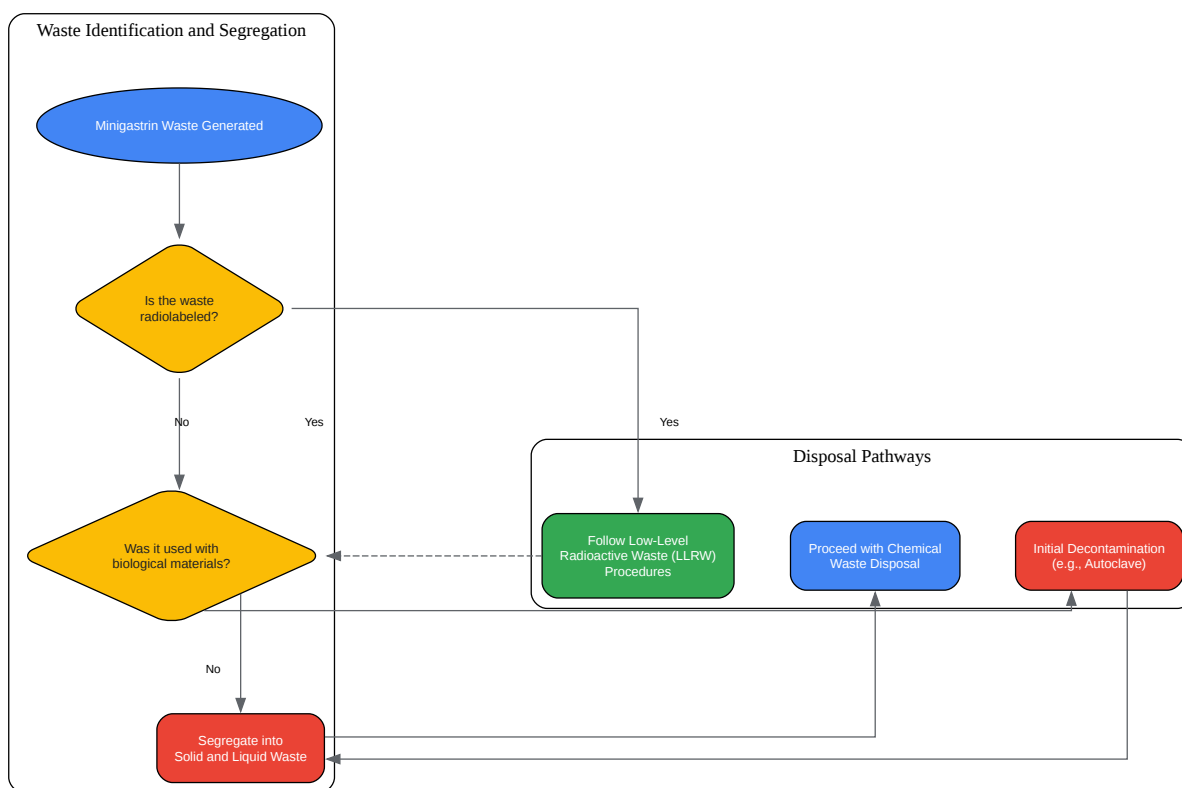 Waste Identification and Segregation
Minigastrin Waste Generated
Is the waste
radiolabeled?
No
Yes
Yes
Disposal Pathways
Was it used with
biological materials?
Follow Low-Level
Radioactive Waste (LLRW)
Procedures
Proceed with Chemical
Waste Disposal
Initial Decontamination
(e.g., Autoclave)
No
Segregate into
Solid and Liquid Waste